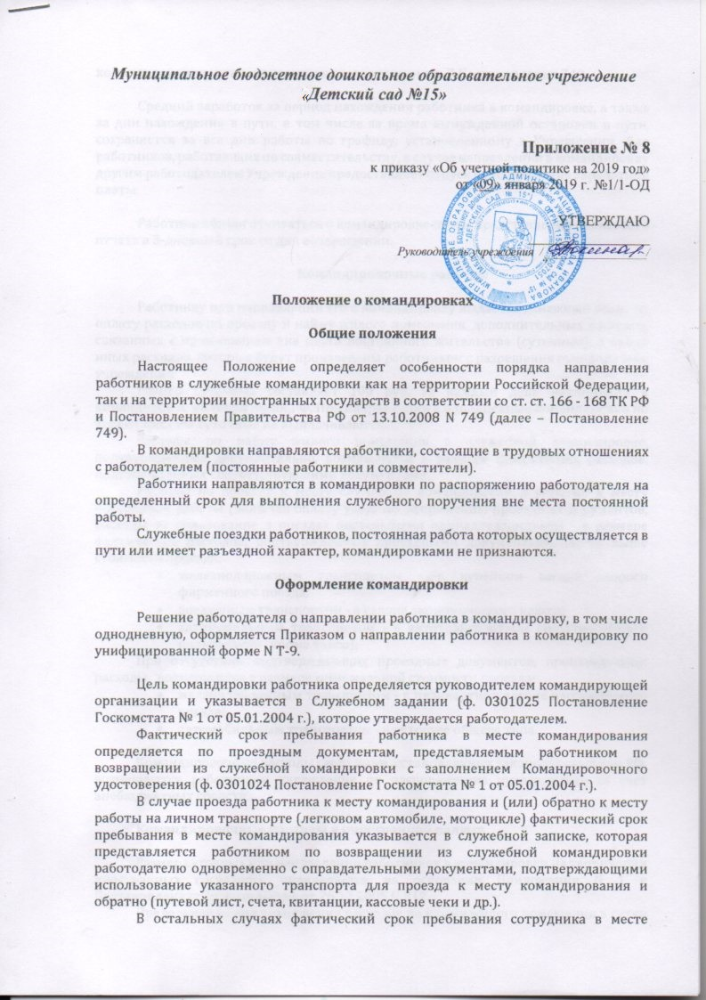 Муниципальное бюджетное дошкольное образовательное учреждение
«Детский сад №15»
Приложение № 8
к приказу «Об учетной политике на 2019 год»
от «09» января 2019 г. №1/1-ОД
УТВЕРЖДАЮ
Руководитель учреждения / /
Положение о командировках
Общие положения
Настоящее Положение определяет особенности порядка направления
работников в служебные командировки как на территории Российской Федерации,
так и на территории иностранных государств в соответствии со ст. ст. 166 - 168 ТК РФ
и Постановлением Правительства РФ от 13.10.2008 N 749 (далее – Постановление
749).
В командировки направляются работники, состоящие в трудовых отношениях
с работодателем (постоянные работники и совместители).
Работники направляются в командировки по распоряжению работодателя на
определенный срок для выполнения служебного поручения вне места постоянной
работы.
Служебные поездки работников, постоянная работа которых осуществляется в
пути или имеет разъездной характер, командировками не признаются.
Оформление командировки
Решение работодателя о направлении работника в командировку, в том числе
однодневную, оформляется Приказом о направлении работника в командировку по
унифицированной форме N Т-9.
Цель командировки работника определяется руководителем командирующей
организации и указывается в Служебном задании (ф. 0301025 Постановление
Госкомстата № 1 от 05.01.2004 г.), которое утверждается работодателем.
Фактический срок пребывания работника в месте командирования
определяется по проездным документам, представляемым работником по
возвращении из служебной командировки с заполнением Командировочного
удостоверения (ф. 0301024 Постановление Госкомстата № 1 от 05.01.2004 г.).
В случае проезда работника к месту командирования и (или) обратно к месту
работы на личном транспорте (легковом автомобиле, мотоцикле) фактический срок
пребывания в месте командирования указывается в служебной записке, которая
представляется работником по возвращении из служебной командировки
работодателю одновременно с оправдательными документами, подтверждающими
использование указанного транспорта для проезда к месту командирования и
обратно (путевой лист, счета, квитанции, кассовые чеки и др.).
В остальных случаях фактический срок пребывания сотрудника в месте